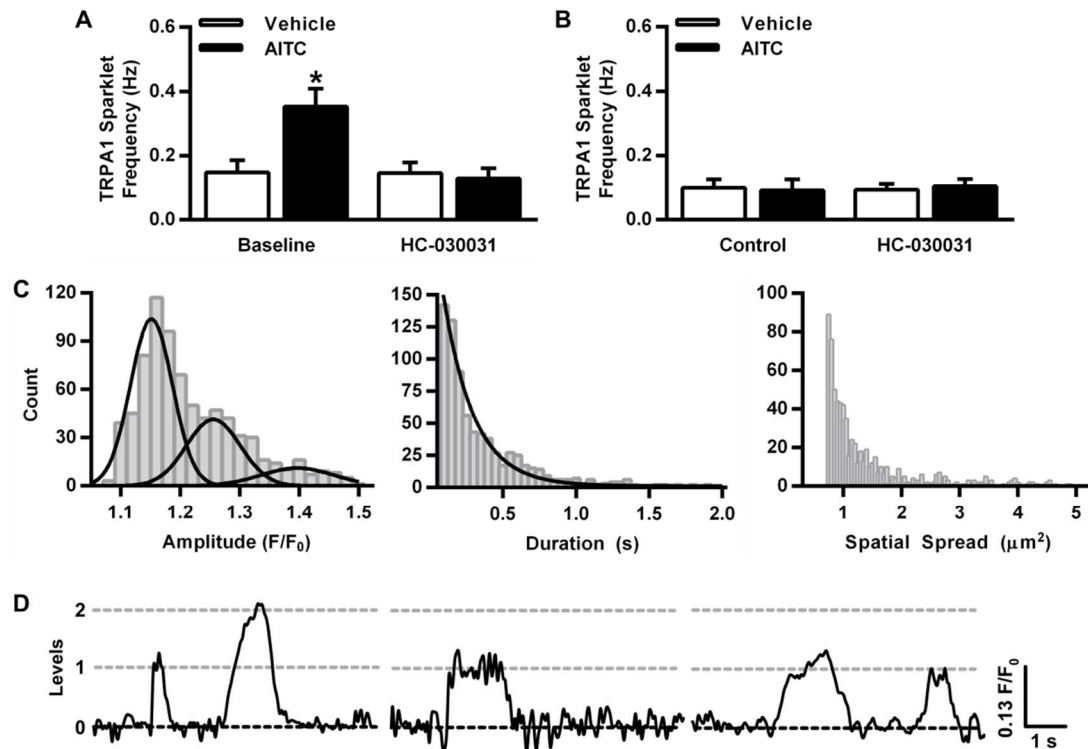 A
Vehicle
AITC
TRPA1 Sparklet
Frequency (Hz)
0.6
0.4
0.2
0.0
*
Baseline
HC-030031
B
Vehicle
AITC
TRPA1 Sparklet
Frequency (Hz)
0.6
0.4
0.2
0.0
Control
HC-030031
C
Count
120
90
60
30
0
1.1 1.2 1.3 1.4 1.5
Amplitude (F/F₀)
150
125
100
75
50
25
0
0.5 1.0 1.5 2.0
Duration (s)
100
80
60
40
20
0
1 2 3 4 5
Spatial Spread (μm²)
D
Levels
2
1
0
0.13 F/F₀
1 s